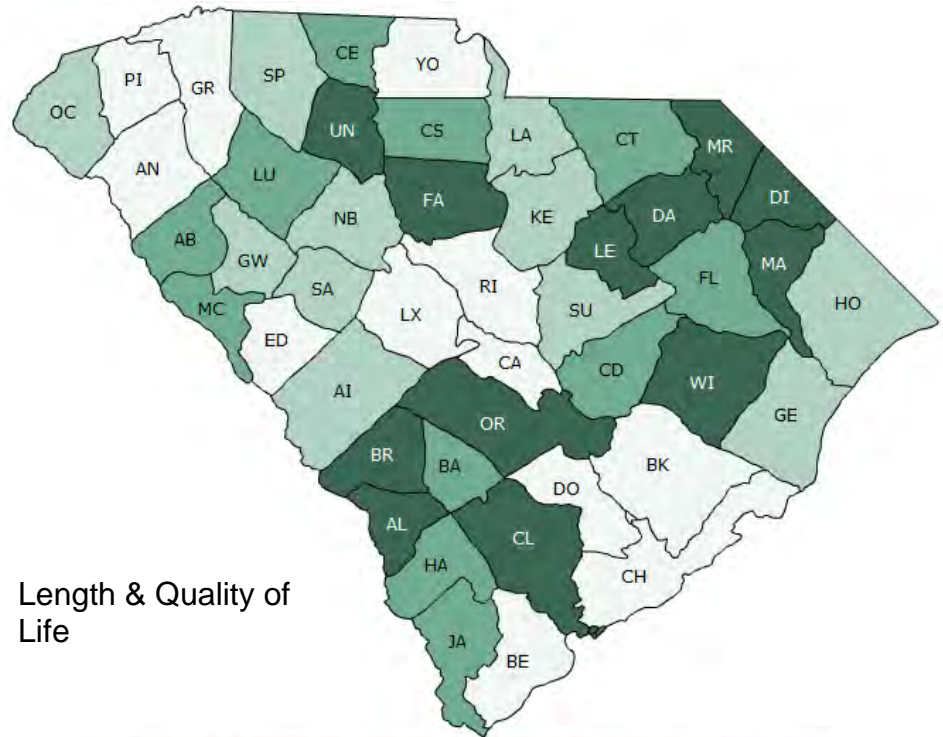 CE
YO
PI
SP
GR
OC
UN
CS
LA
CT
MR
AN
LU
DI
FA
NB
KE
DA
AB
GW
LE
MA
SA
RI
FL
MC
HO
LX
SU
ED
CA
CD
WI
AI
GE
OR
BR
BA
BK
DO
AL
CL
HA
CH
Length & Quality of
Life
JA
BE